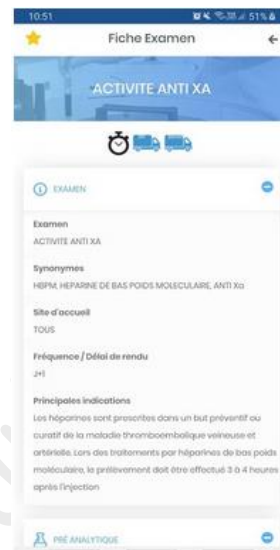 10:51
51%
Fiche Examen
ACTIVITE ANTI XA
EXAMEN
Examen
ACTIVITE ANTI XA
Synonymes
HBPM, HEPARINE DE BAS POIDS MOLECULAIRE, ANTI Xa
Site d'accueil
TOUS
Fréquence / Délai de rendu
J+1
Principales indications
Les héparines sont prescrites dans un but préventif ou
curatif de la maladie thromboembolique veineuse et
artérielle. Lors des traitements par héparines de bas poids
moléculaire, le prélèvement doit être effectué 3 à 4 heures
après l'injection
PRÉ ANALYTIQUE